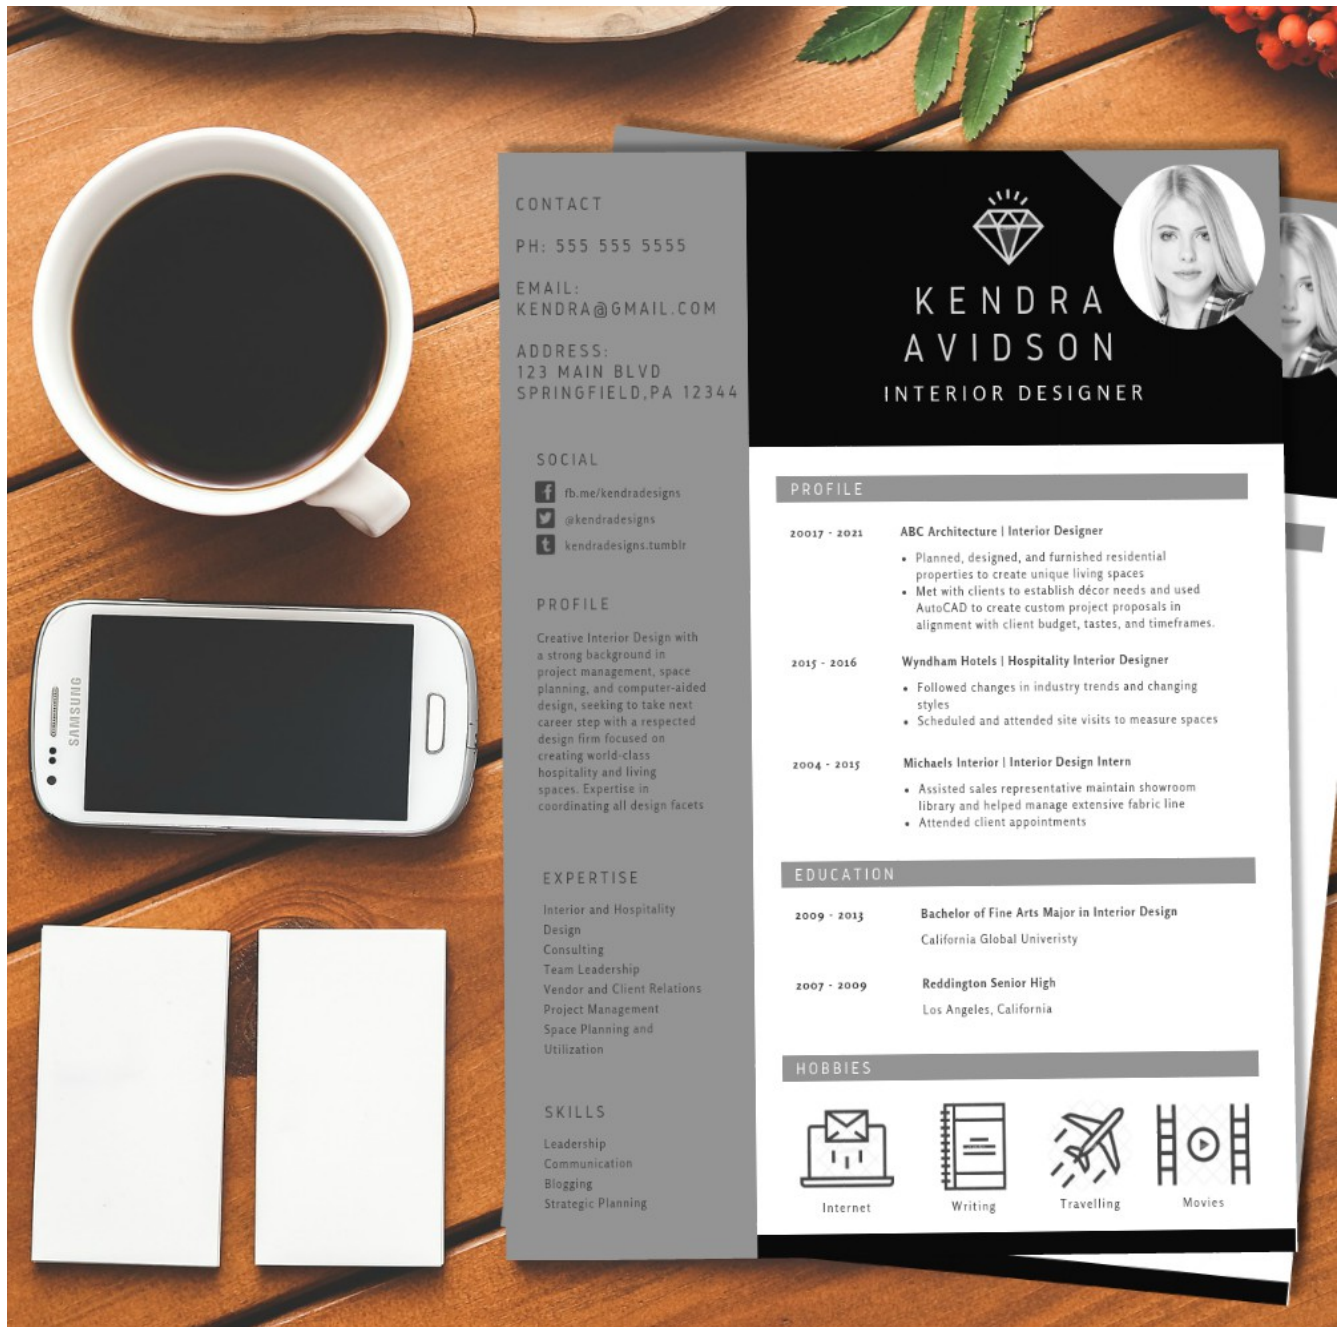 SAMSUNG
CONTACT
PH: 555 555 5555
EMAIL:
KENDRA@GMAIL.COM
ADDRESS:
123 MAIN BLVD
SPRINGFIELD,PA 12344
SOCIAL
fb.me/kendradesigns
@kendradesigns
kendradesigns.tumblr
PROFILE
Creative Interior Design with
a strong background in
project management, space
planning, and computer-aided
design, seeking to take next
career step with a respected
design firm focused on
creating world-class
hospitality and living
spaces. Expertise in
coordinating all design facets
EXPERTISE
Interior and Hospitality
Design
Consulting
Team Leadership
Vendor and Client Relations
Project Management
Space Planning and
Utilization
SKILLS
Leadership
Communication
Blogging
Strategic Planning
KENDRA
AVIDSON
INTERIOR DESIGNER
PROFILE
20017 - 2021 ABC Architecture | Interior Designer
• Planned, designed, and furnished residential
properties to create unique living spaces
• Met with clients to establish décor needs and used
AutoCAD to create custom project proposals in
alignment with client budget, tastes, and timeframes.
2015 - 2016 Wyndham Hotels | Hospitality Interior Designer
• Followed changes in industry trends and changing
styles
• Scheduled and attended site visits to measure spaces
2004 - 2015 Michaels Interior | Interior Design Intern
• Assisted sales representative maintain showroom
library and helped manage extensive fabric line
• Attended client appointments
EDUCATION
2009 - 2013 Bachelor of Fine Arts Major in Interior Design
California Global Univeristy
2007 - 2009 Reddington Senior High
Los Angeles, California
HOBBIES
Internet Writing Travelling Movies